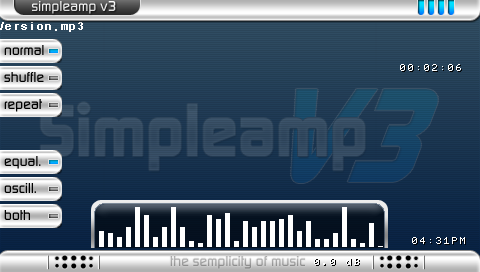 simpleamp v3
Version.mp3
normal
00:02:06
shuffle
repeat
Simpleamp V3
equal.
oscill.
both
04:31PM
the semplicity of music 0.0 dB